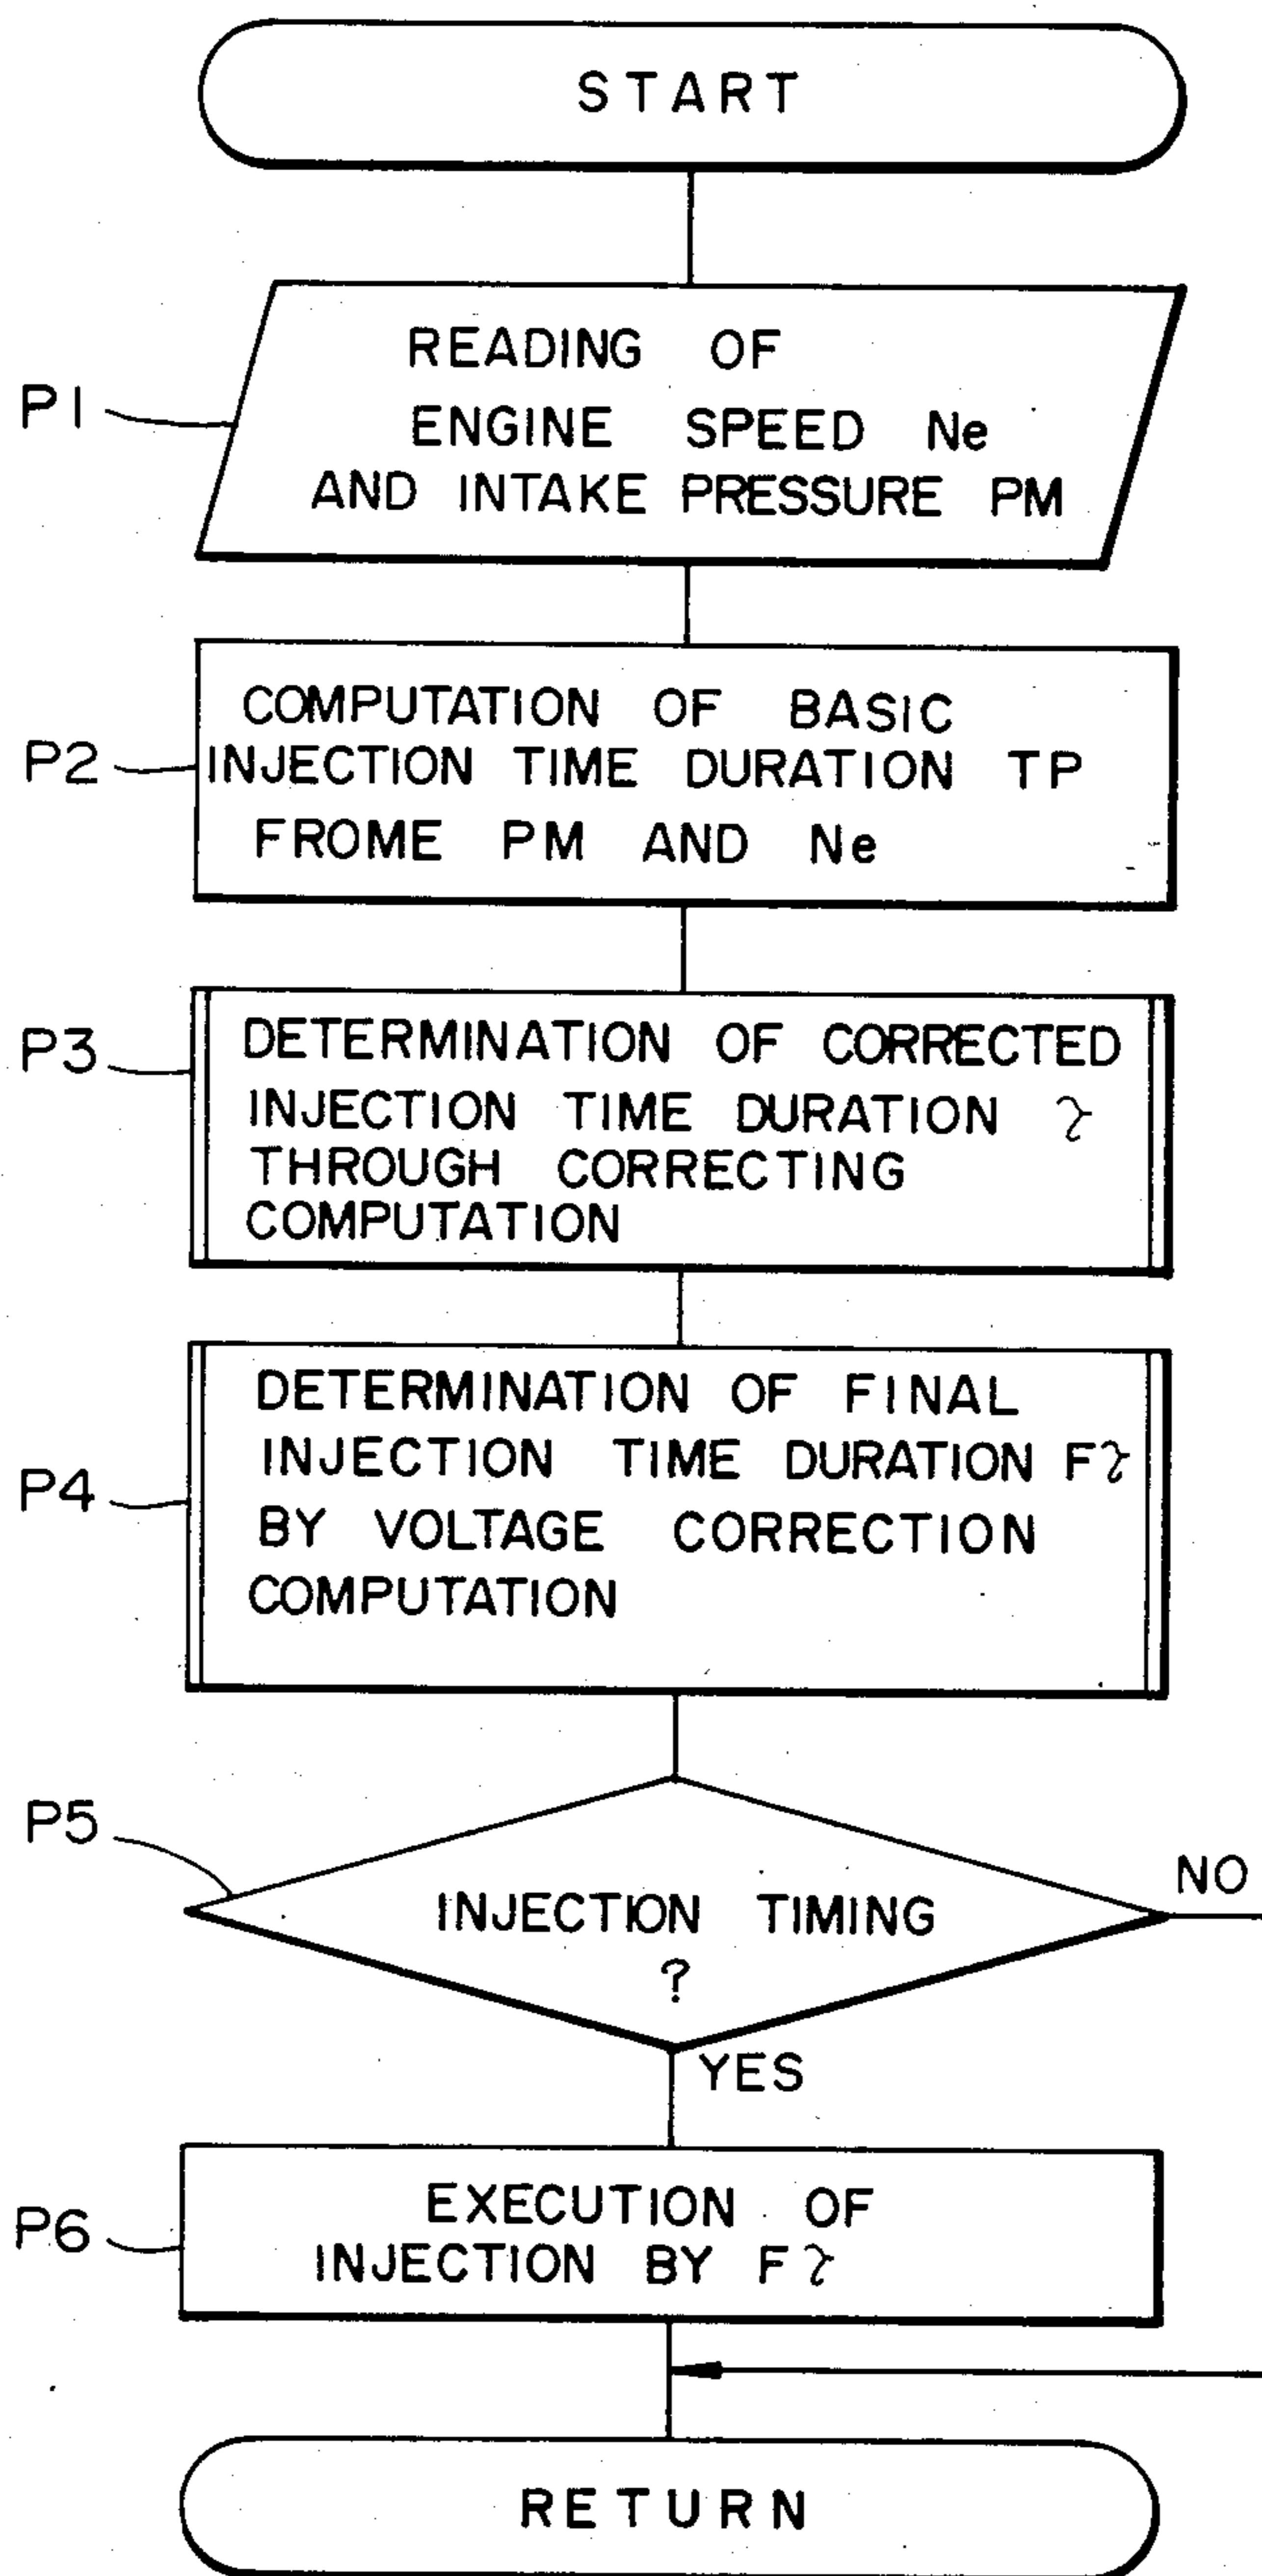 START
P1
READING OF
ENGINE SPEED Ne
AND INTAKE PRESSURE PM
P2
COMPUTATION OF BASIC
INJECTION TIME DURATION TP
FROME PM AND Ne
P3
DETERMINATION OF CORRECTED
INJECTION TIME DURATION τ
THROUGH CORRECTING
COMPUTATION
P4
DETERMINATION OF FINAL
INJECTION TIME DURATION Fτ
BY VOLTAGE CORRECTION
COMPUTATION
P5
INJECTION TIMING
?
NO
YES
P6
EXECUTION OF
INJECTION BY Fτ
RETURN